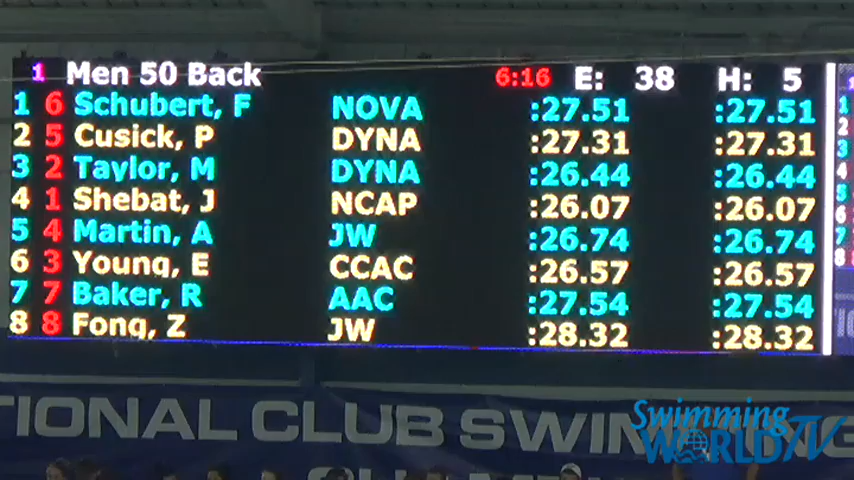 1 Men 50 Back 6:16 E: 38 H: 5
1 6 Schubert, F NOVA :27.51 :27.51
2 5 Cusick, P DYNA :27.31 :27.31
3 2 Taylor, M DYNA :26.44 :26.44
4 1 Shebat, J NCAP :26.07 :26.07
5 4 Martin, A JW :26.74 :26.74
6 3 Young, E CCAC :26.57 :26.57
7 7 Baker, R AAC :27.54 :27.54
8 8 Fong, Z JW :28.32 :28.32
TIONAL CLUB SWIMMING
Swimming
WORLDTV